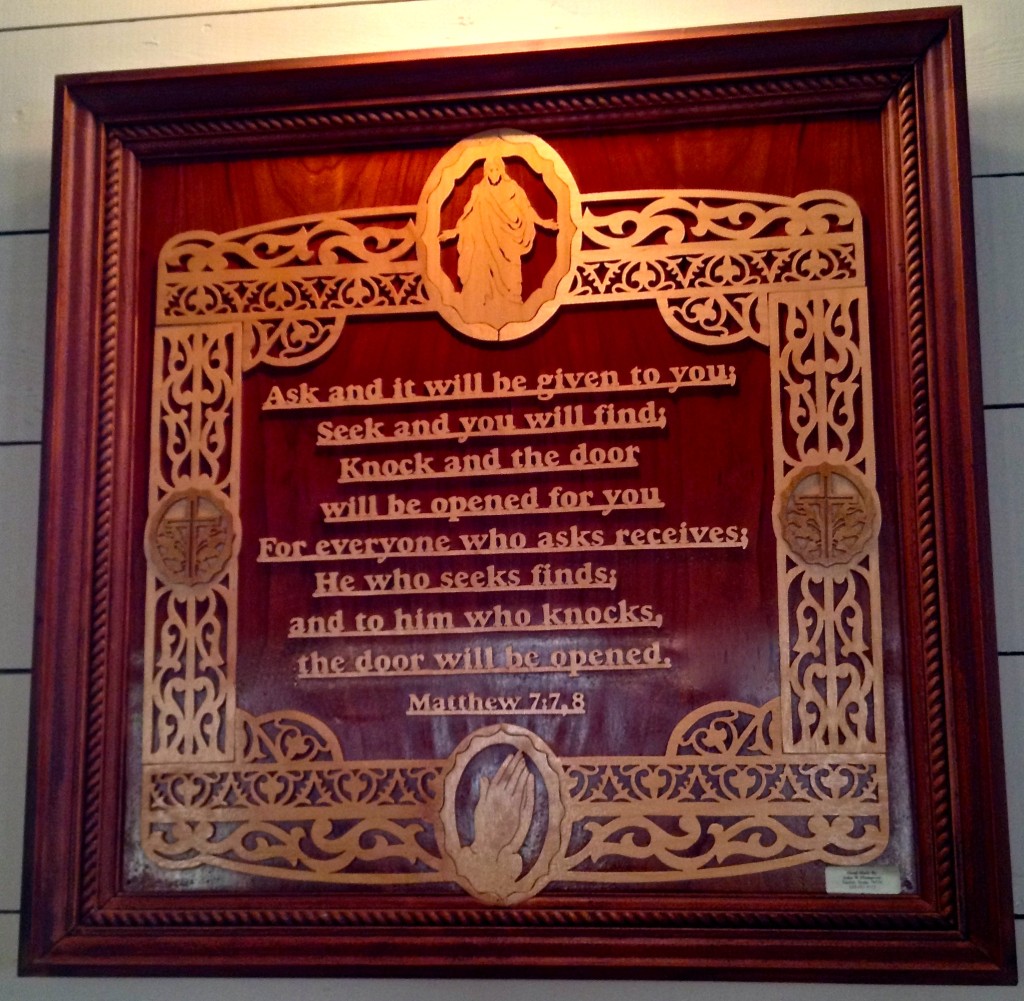 Ask and it will be given to you;
Seek and you will find;
Knock and the door
will be opened for you
For everyone who asks receives;
He who seeks finds;
and to him who knocks,
the door will be opened.
Matthew 7:7,8